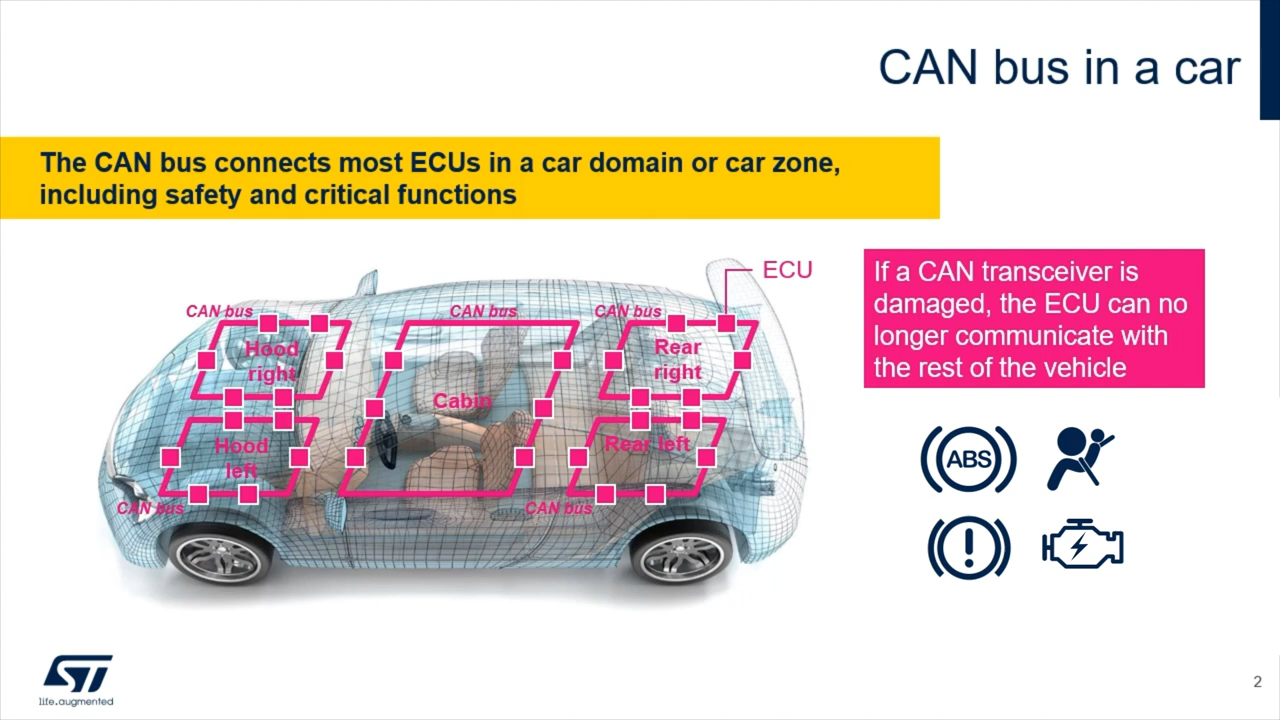 CAN bus in a car
The CAN bus connects most ECUs in a car domain or car zone,
including safety and critical functions
ECU
CAN bus
CAN bus
CAN bus
Hood
right
Rear
right
Cabin
Hood
left
Rear left
CAN bus
CAN bus
If a CAN transceiver is
damaged, the ECU can no
longer communicate with
the rest of the vehicle
ABS
!
ST
life.augmented
2